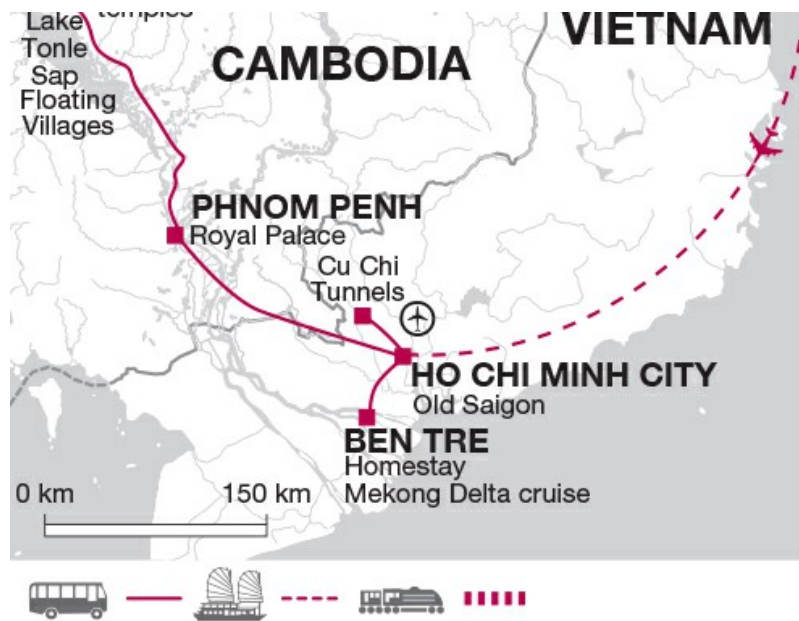 temples
Lake
Tonle
Sap
Floating
Villages
CAMBODIA
VIETNAM
PHNOM PENH
Royal Palace
Cu Chi
Tunnels
HO CHI MINH CITY
Old Saigon
BEN TRE
Homestay
Mekong Delta cruise
0 km
150 km